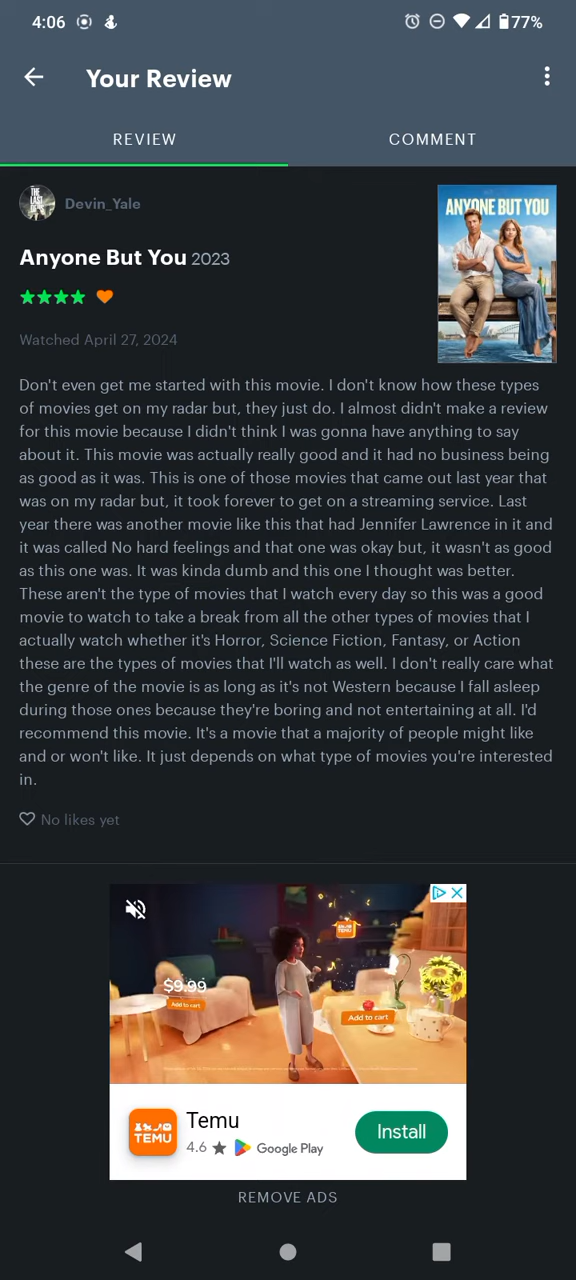 4:06
77%
Your Review
REVIEW
COMMENT
Devin_Yale
ANYONE BUT YOU
Anyone But You 2023
Watched April 27, 2024
Don't even get me started with this movie. I don't know how these types
of movies get on my radar but, they just do. I almost didn't make a review
for this movie because I didn't think I was gonna have anything to say
about it. This movie was actually really good and it had no business being
as good as it was. This is one of those movies that came out last year that
was on my radar but, it took forever to get on a streaming service. Last
year there was another movie like this that had Jennifer Lawrence in it and
it was called No hard feelings and that one was okay but, it wasn't as good
as this one was. It was kinda dumb and this one I thought was better.
These aren't the type of movies that I watch every day so this was a good
movie to watch to take a break from all the other types of movies that I
actually watch whether it's Horror, Science Fiction, Fantasy, or Action
these are the types of movies that I'll watch as well. I don't really care what
the genre of the movie is as long as it's not Western because I fall asleep
during those ones because they're boring and not entertaining at all. I'd
recommend this movie. It's a movie that a majority of people might like
and or won't like. It just depends on what type of movies you're interested
in.
No likes yet
TEMU
$9.99
Add to cart
Add to cart
TEMU
Temu
4.6 ★ Google Play
Install
REMOVE ADS